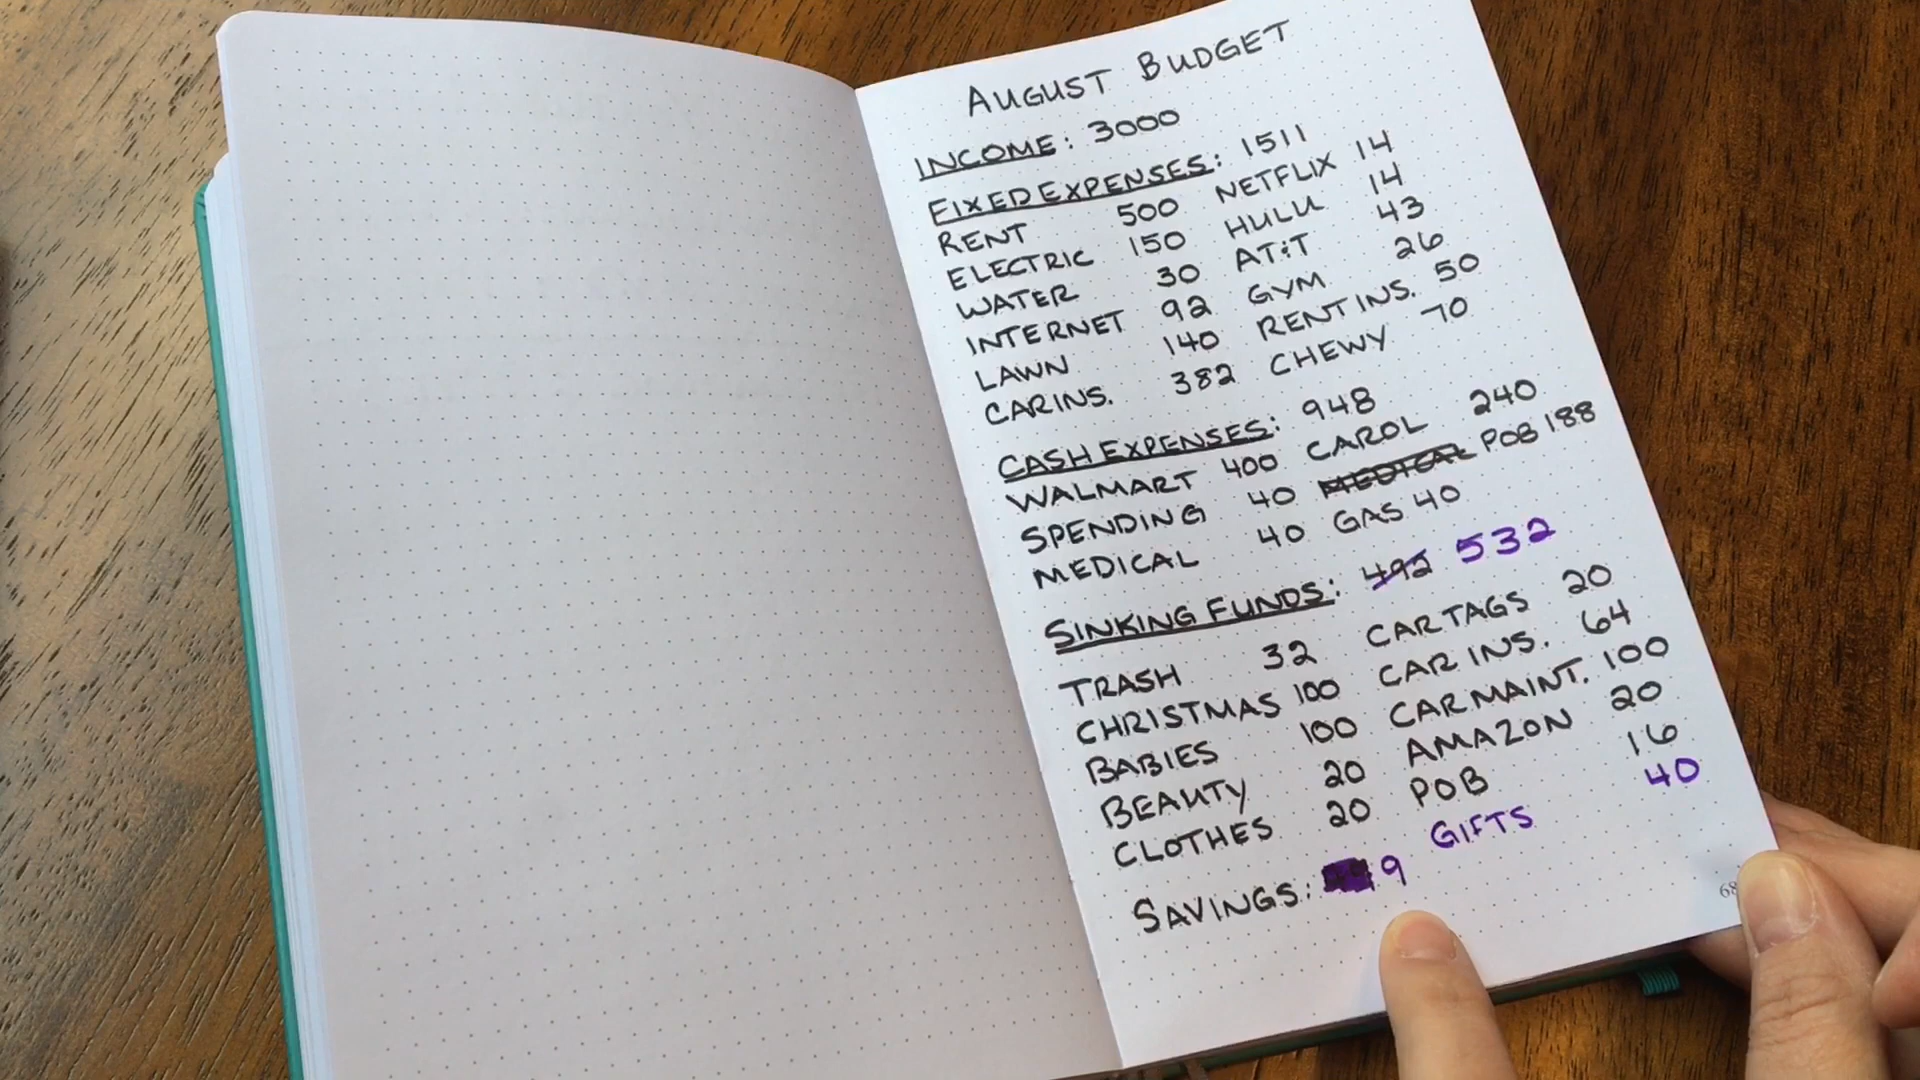 AUGUST BUDGET
INCOME: 3000
FIXED EXPENSES: 1511
RENT 500 NETFLIX 14
ELECTRIC 150 HULU 14
WATER 30 AT&T 43
INTERNET 92 GYM 26
LAWN 140 RENT INS. 50
CAR INS. 382 CHEWY 70
CASH EXPENSES: 948
WALMART 400 CAROL 240
SPENDING 40 MEDICAL POB 188
MEDICAL 40 GAS 40
SINKING FUNDS: 492 532
TRASH 32 CAR TAGS 20
CHRISTMAS 100 CAR INS. 64
BABIES 100 CAR MAINT. 100
BEAUTY 20 AMAZON 20
CLOTHES 20 POB 16
GIFTS 40
SAVINGS: 9